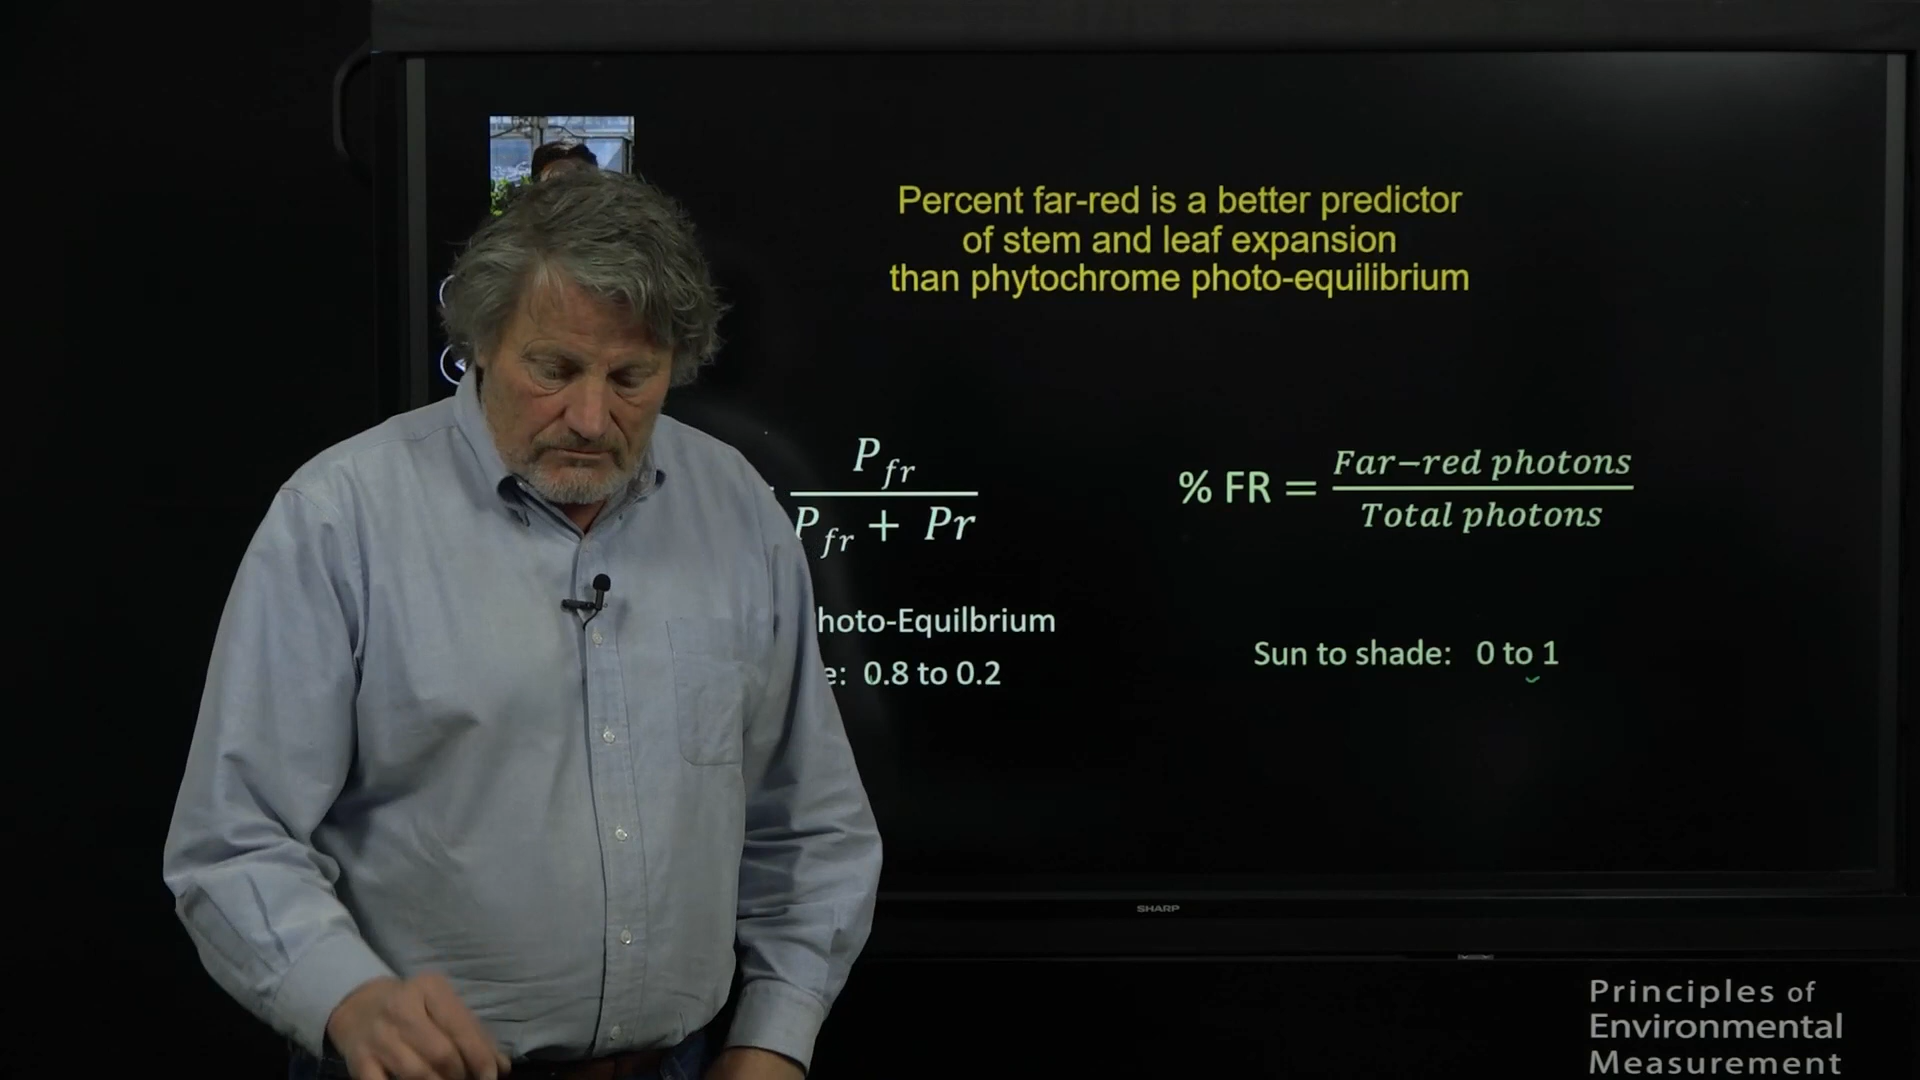 Percent far-red is a better predictor
of stem and leaf expansion
than phytochrome photo-equilibrium
P_fr
P_fr + Pr
% FR = Far-red photons
Total photons
hoto-Equilbrium
e: 0.8 to 0.2
Sun to shade: 0 to 1
SHARP
Principles of
Environmental
Measurement